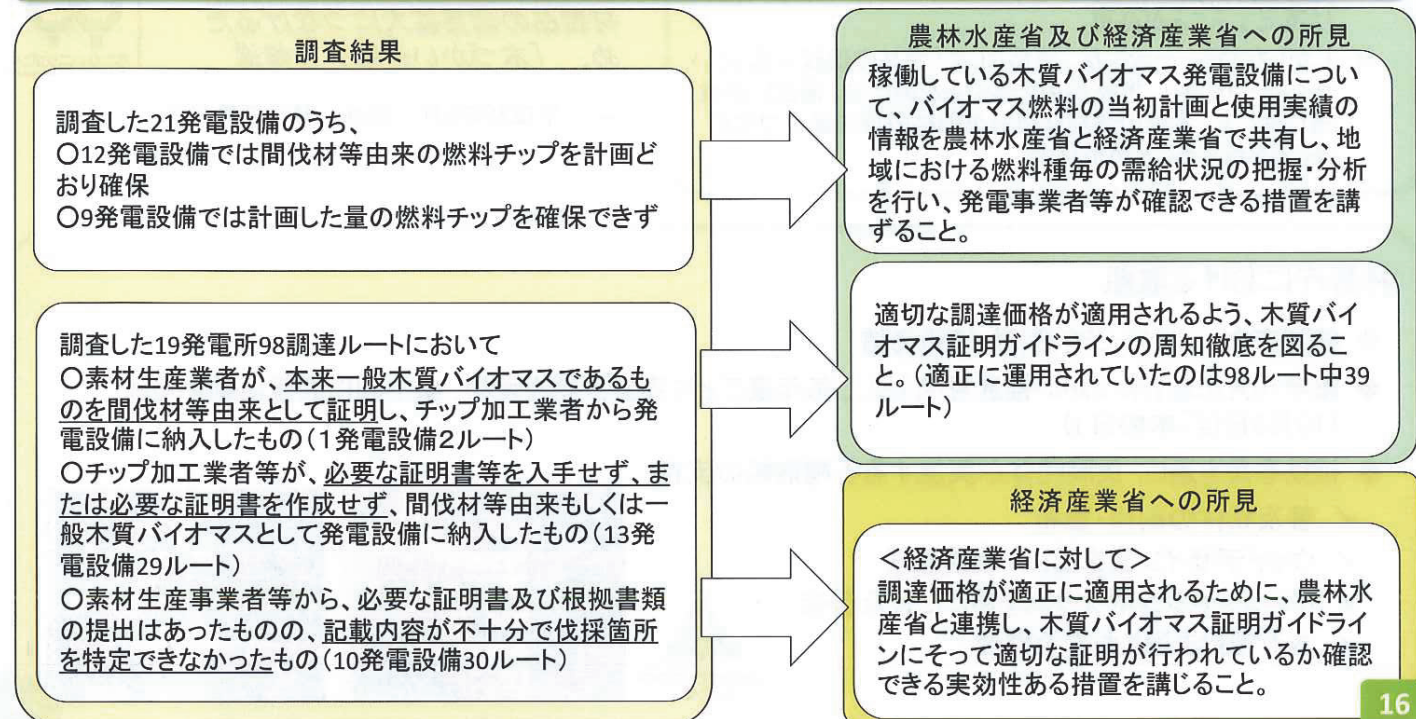 調査結果
調査した21発電設備のうち、
〇12発電設備では間伐材等由来の燃料チップを計画ど
おり確保
〇9発電設備では計画した量の燃料チップを確保できず
調査した19発電所98調達ルートにおいて
〇素材生産業者が、本来一般木質バイオマスであるも
のを間伐材等由来として証明し、チップ加工業者から発
電設備に納入したもの(1発電設備2ルート)
〇チップ加工業者等が、必要な証明書等を入手せず、ま
たは必要な証明書を作成せず、間伐材等由来もしくは一
般木質バイオマスとして発電設備に納入したもの(13発
電設備29ルート)
〇素材生産事業者等から、必要な証明書及び根拠書類
の提出はあったものの、記載内容が不十分で伐採箇所
を特定できなかったもの(10発電設備30ルート)
農林水産省及び経済産業省への所見
稼働している木質バイオマス発電設備につい
て、バイオマス燃料の当初計画と使用実績の
情報を農林水産省と経済産業省で共有し、地
域における燃料種毎の需給状況の把握・分析
を行い、発電事業者等が確認できる措置を講
ずること。
適切な調達価格が適用されるよう、木質バイ
オマス証明ガイドラインの周知徹底を図るこ
と。(適正に運用されていたのは98ルート中39
ルート)
経済産業省への所見
<経済産業省に対して>
調達価格が適正に適用されるために、農林水
産省と連携し、木質バイオマス証明ガイドライ
ンにそって適切な証明が行われているか確認
できる実効性ある措置を講じること。
16